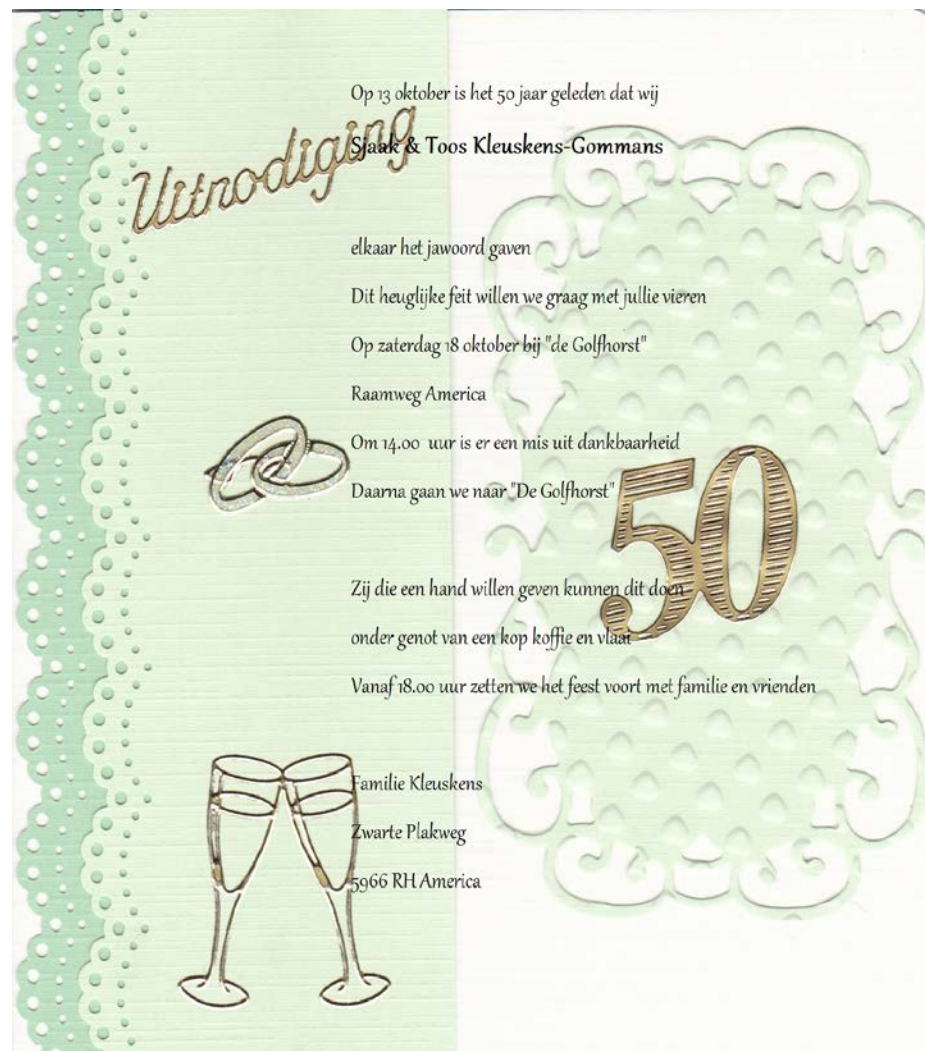 Op 13 oktober is het 50 jaar geleden dat wij
Uitnodiging
Sjaak & Toos Kleuskens-Gommans
elkaar het jawoord gaven
Dit heuglijke feit willen we graag met jullie vieren
Op zaterdag 18 oktober bij "de Golfhorst"
Raamweg America
Om 14.00 uur is er een mis uit dankbaarheid
Daarna gaan we naar "De Golfhorst"
50
Zij die een hand willen geven kunnen dit doen
onder genot van een kop koffie en vlaai
Vanaf 18.00 uur zetten we het feest voort met familie en vrienden
Familie Kleuskens
Zwarte Plakweg
5966 RH America